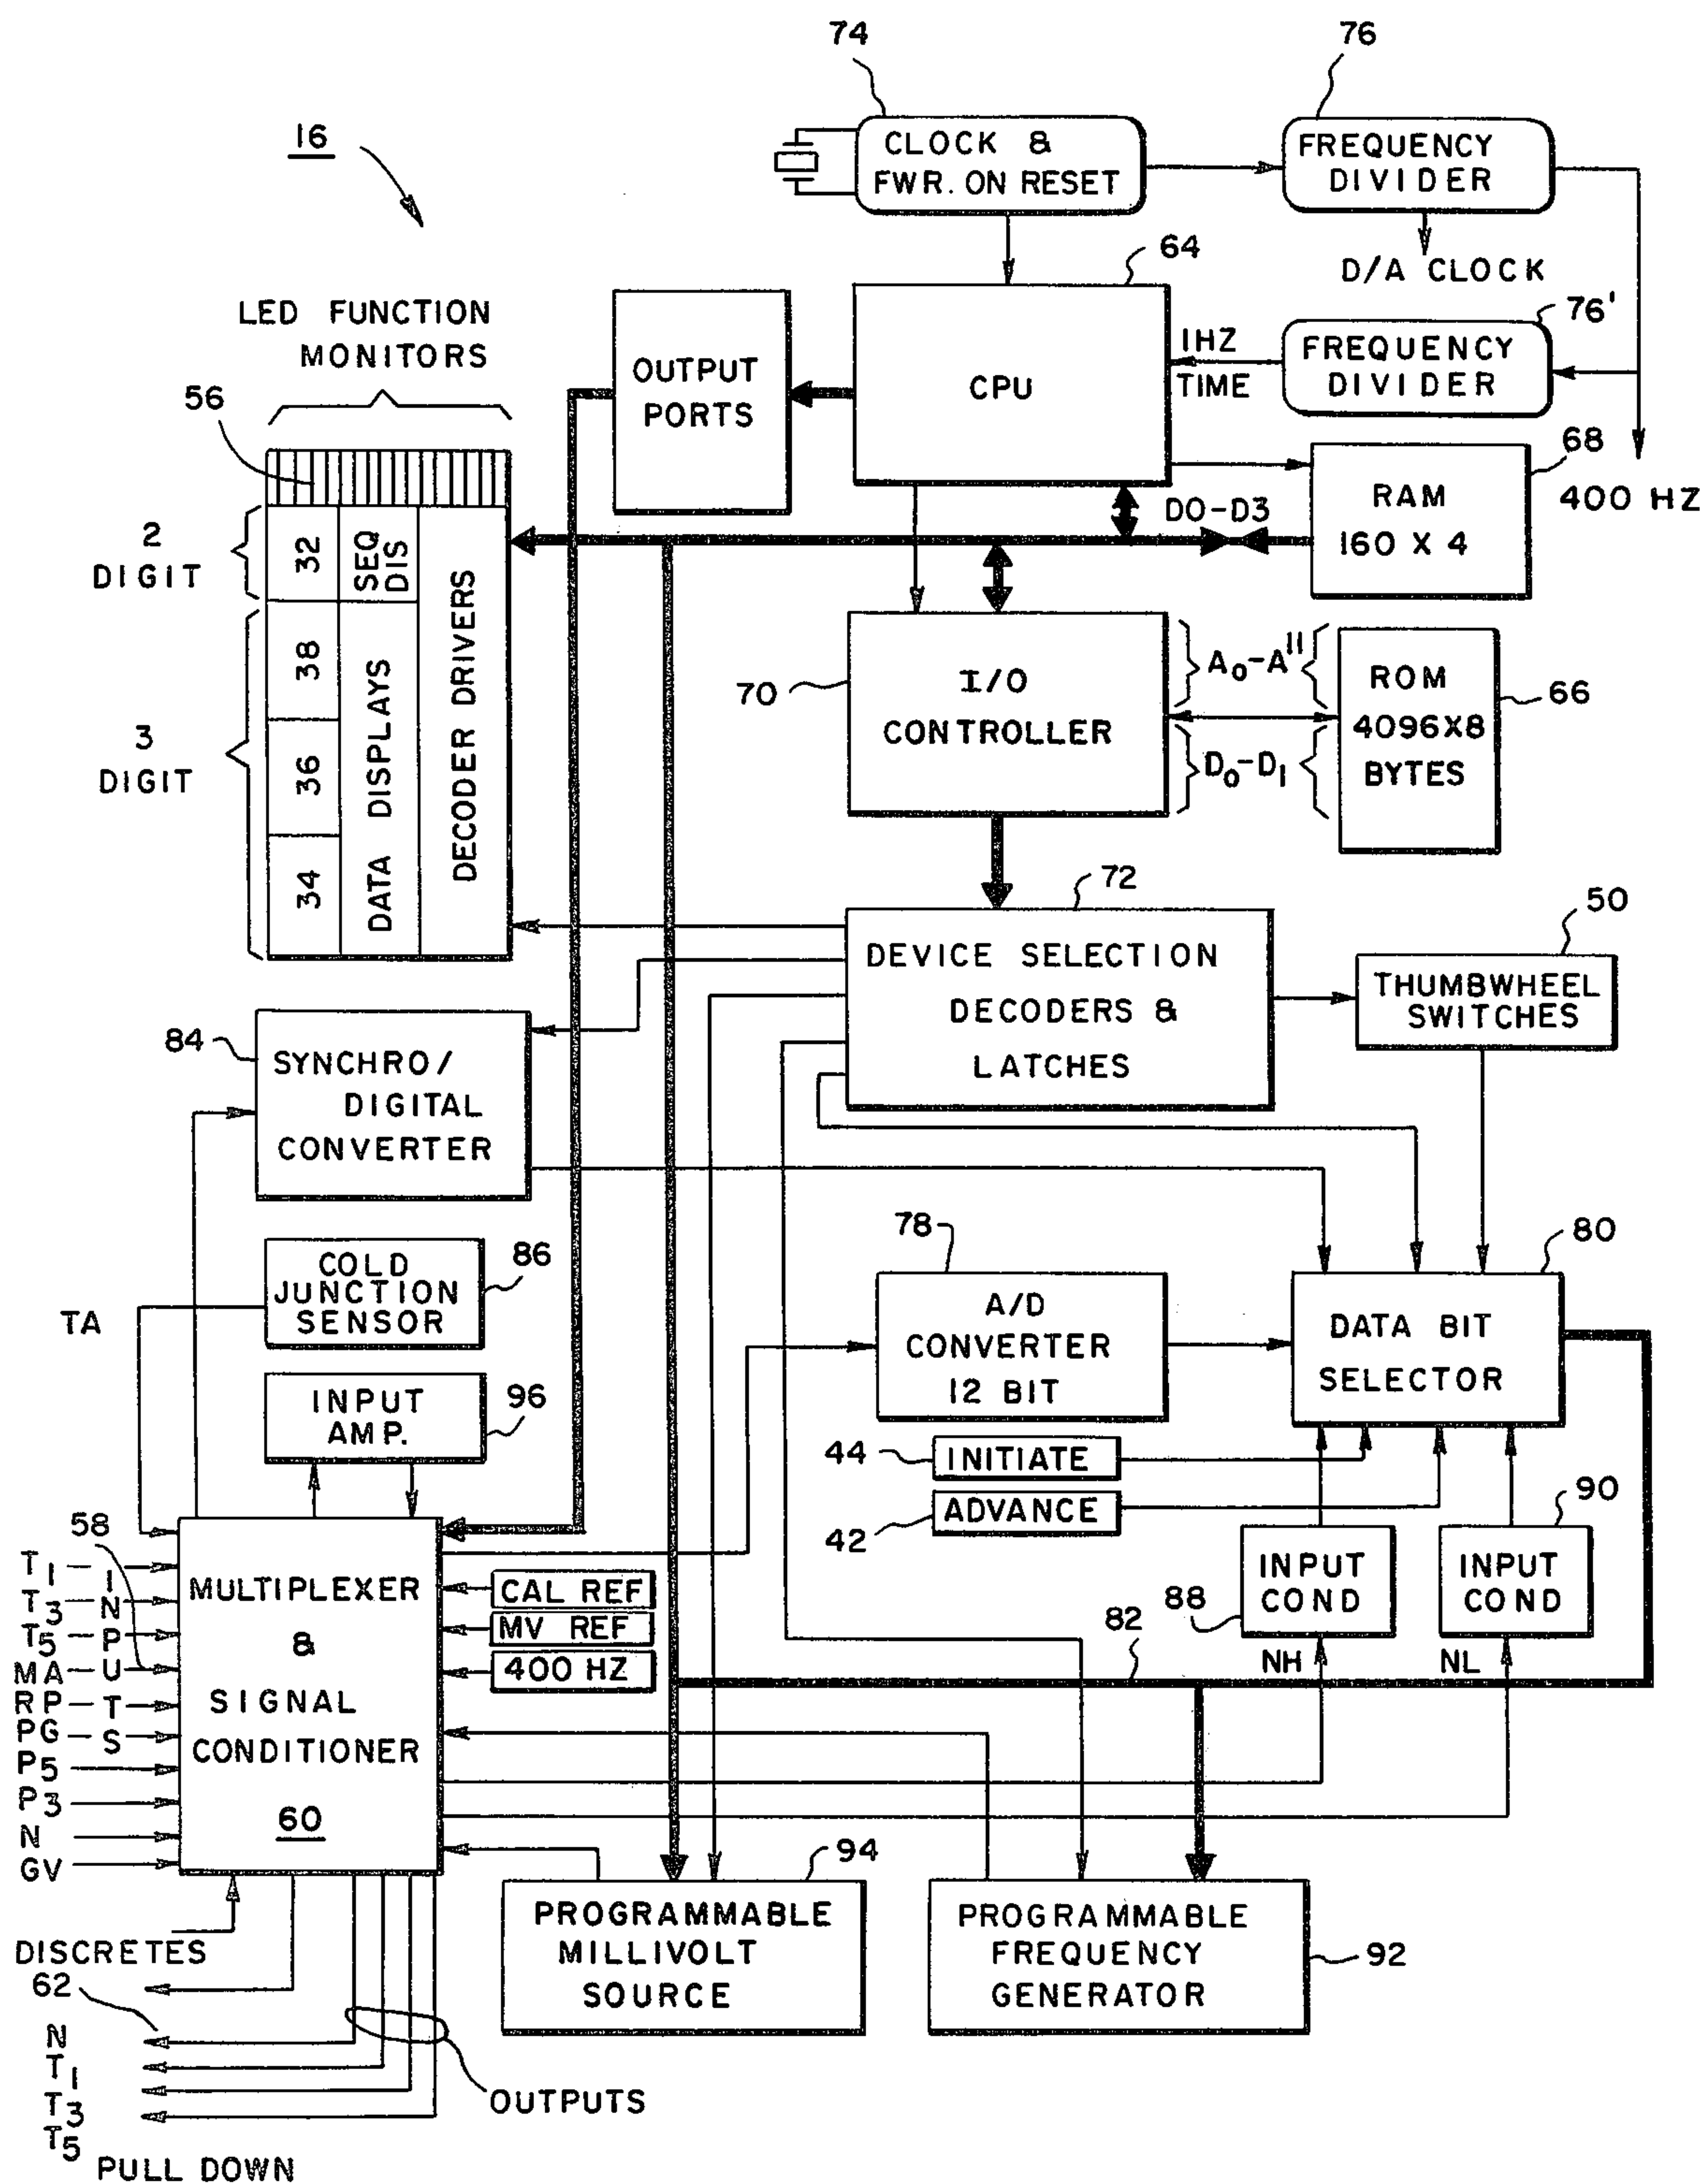 74
76
16
CLOCK &
FWR. ON RESET
FREQUENCY
DIVIDER
64
D/A CLOCK
LED FUNCTION
MONITORS
76'
OUTPUT
PORTS
CPU
1HZ
TIME
FREQUENCY
DIVIDER
56
68
400 HZ
RAM
160 X 4
D0-D3
2
DIGIT
32
SEQ
DIS
DECODER DRIVERS
38
36
34
DATA DISPLAYS
3
DIGIT
70
I/O
CONTROLLER
A0-A11
D0-D1
ROM
4096X8
BYTES
66
72
50
DEVICE SELECTION
DECODERS &
LATCHES
THUMBWHEEL
SWITCHES
84
SYNCHRO/
DIGITAL
CONVERTER
78
80
COLD
JUNCTION
SENSOR
86
TA
A/D
CONVERTER
12 BIT
DATA BIT
SELECTOR
INPUT
AMP.
96
44
INITIATE
42
ADVANCE
90
58
INPUT
COND
88
INPUT
COND
T1
T3
T5
MA
RP
PG
P5
P3
N
GV
INPUTS
MULTIPLEXER
&
SIGNAL
CONDITIONER
60
CAL REF
MV REF
400 HZ
82
NH
NL
94
PROGRAMMABLE
MILLIVOLT
SOURCE
PROGRAMMABLE
FREQUENCY
GENERATOR
92
DISCRETES
62
N
T1
T3
T5
OUTPUTS
PULL DOWN